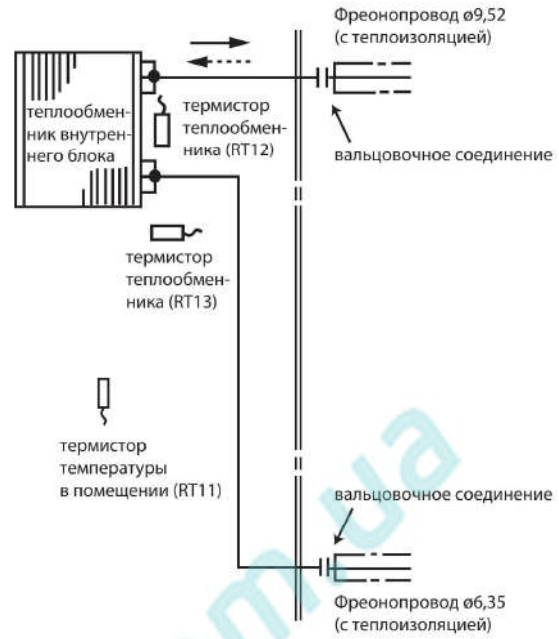 Фреонопровод ø9,52
(с теплоизоляцией)
теплообмен-
ник внутрен-
него блока
термистор
теплообмен-
ника (RT12)
вальцовочное соединение
термистор
теплообмен-
ника (RT13)
термистор
температуры
в помещении (RT11)
вальцовочное соединение
Фреонопровод ø6,35
(с теплоизоляцией)
m.ua